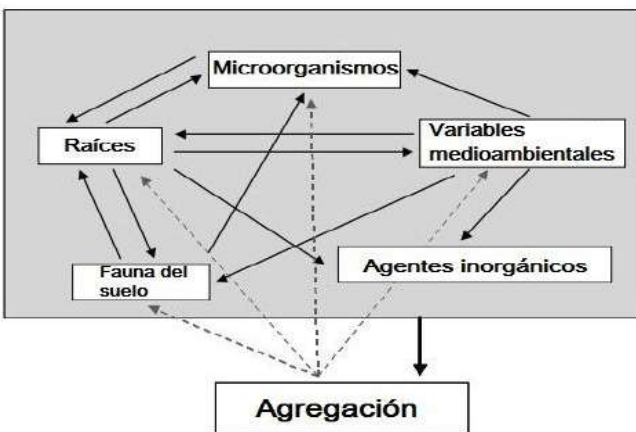 Microorganismos
Raíces
Variables
medioambientales
Fauna del
suelo
Agentes inorgánicos
Agregación